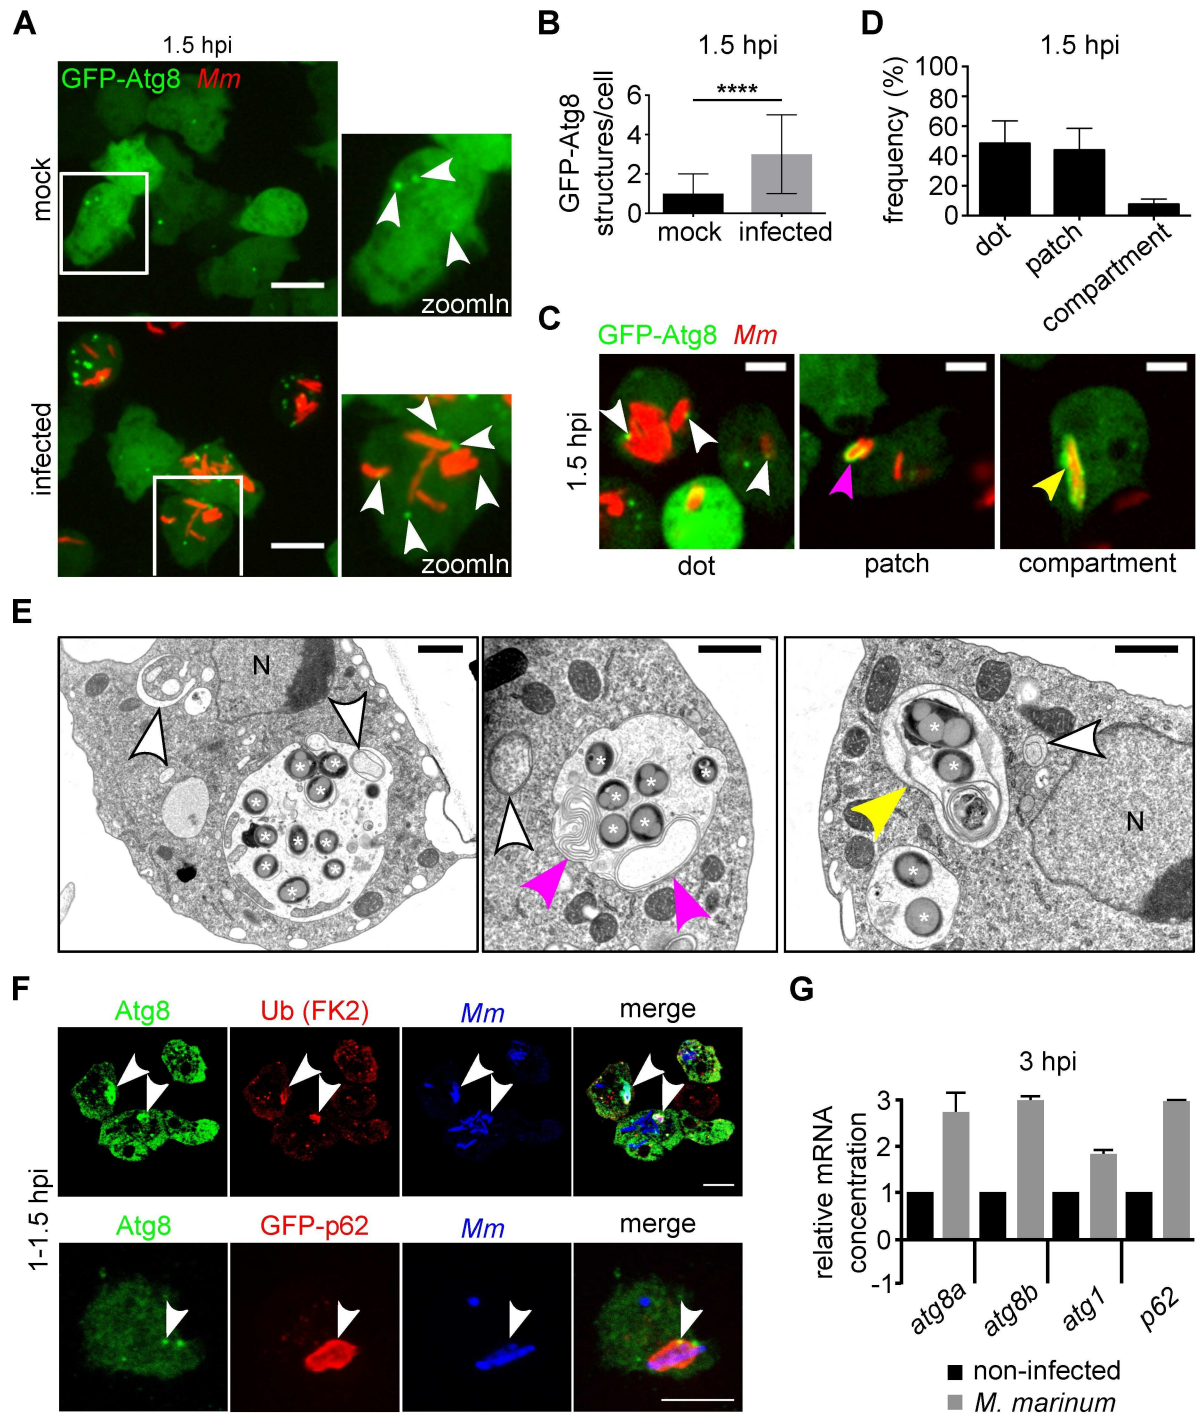 A
1.5 hpi
GFP-Atg8 Mm
mock
zoomIn
infected
zoomIn
B
1.5 hpi
GFP-Atg8
structures/cell
6
4
2
0
****
mock infected
D
1.5 hpi
frequency (%)
100
80
60
40
20
0
dot
patch
compartment
C
GFP-Atg8 Mm
1.5 hpi
dot
patch
compartment
E
N
* * * * * * * * * *
* * * * * *
N
* * * *
F
Atg8 Ub (FK2) Mm merge
1-1.5 hpi
Atg8 GFP-p62 Mm merge
G
3 hpi
relative mRNA
concentration
3
2
1
0
-1
atg8a
atg8b
atg1
p62
non-infected
M. marinum